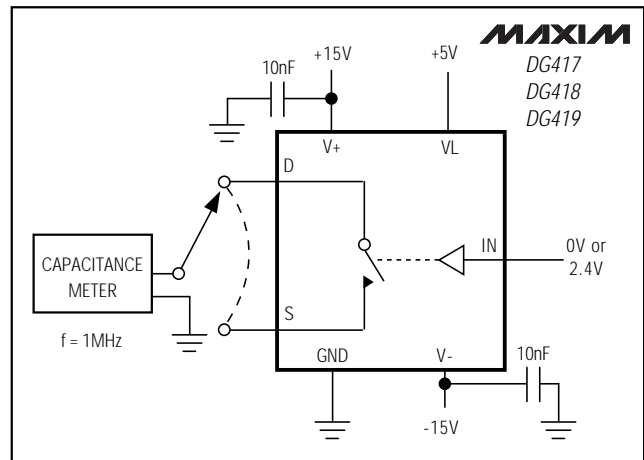 MAXIM
DG417
DG418
DG419
+15V
+5V
10nF
V+
VL
D
IN
0V or
2.4V
CAPACITANCE
METER
S
f = 1MHz
GND
V-
10nF
-15V